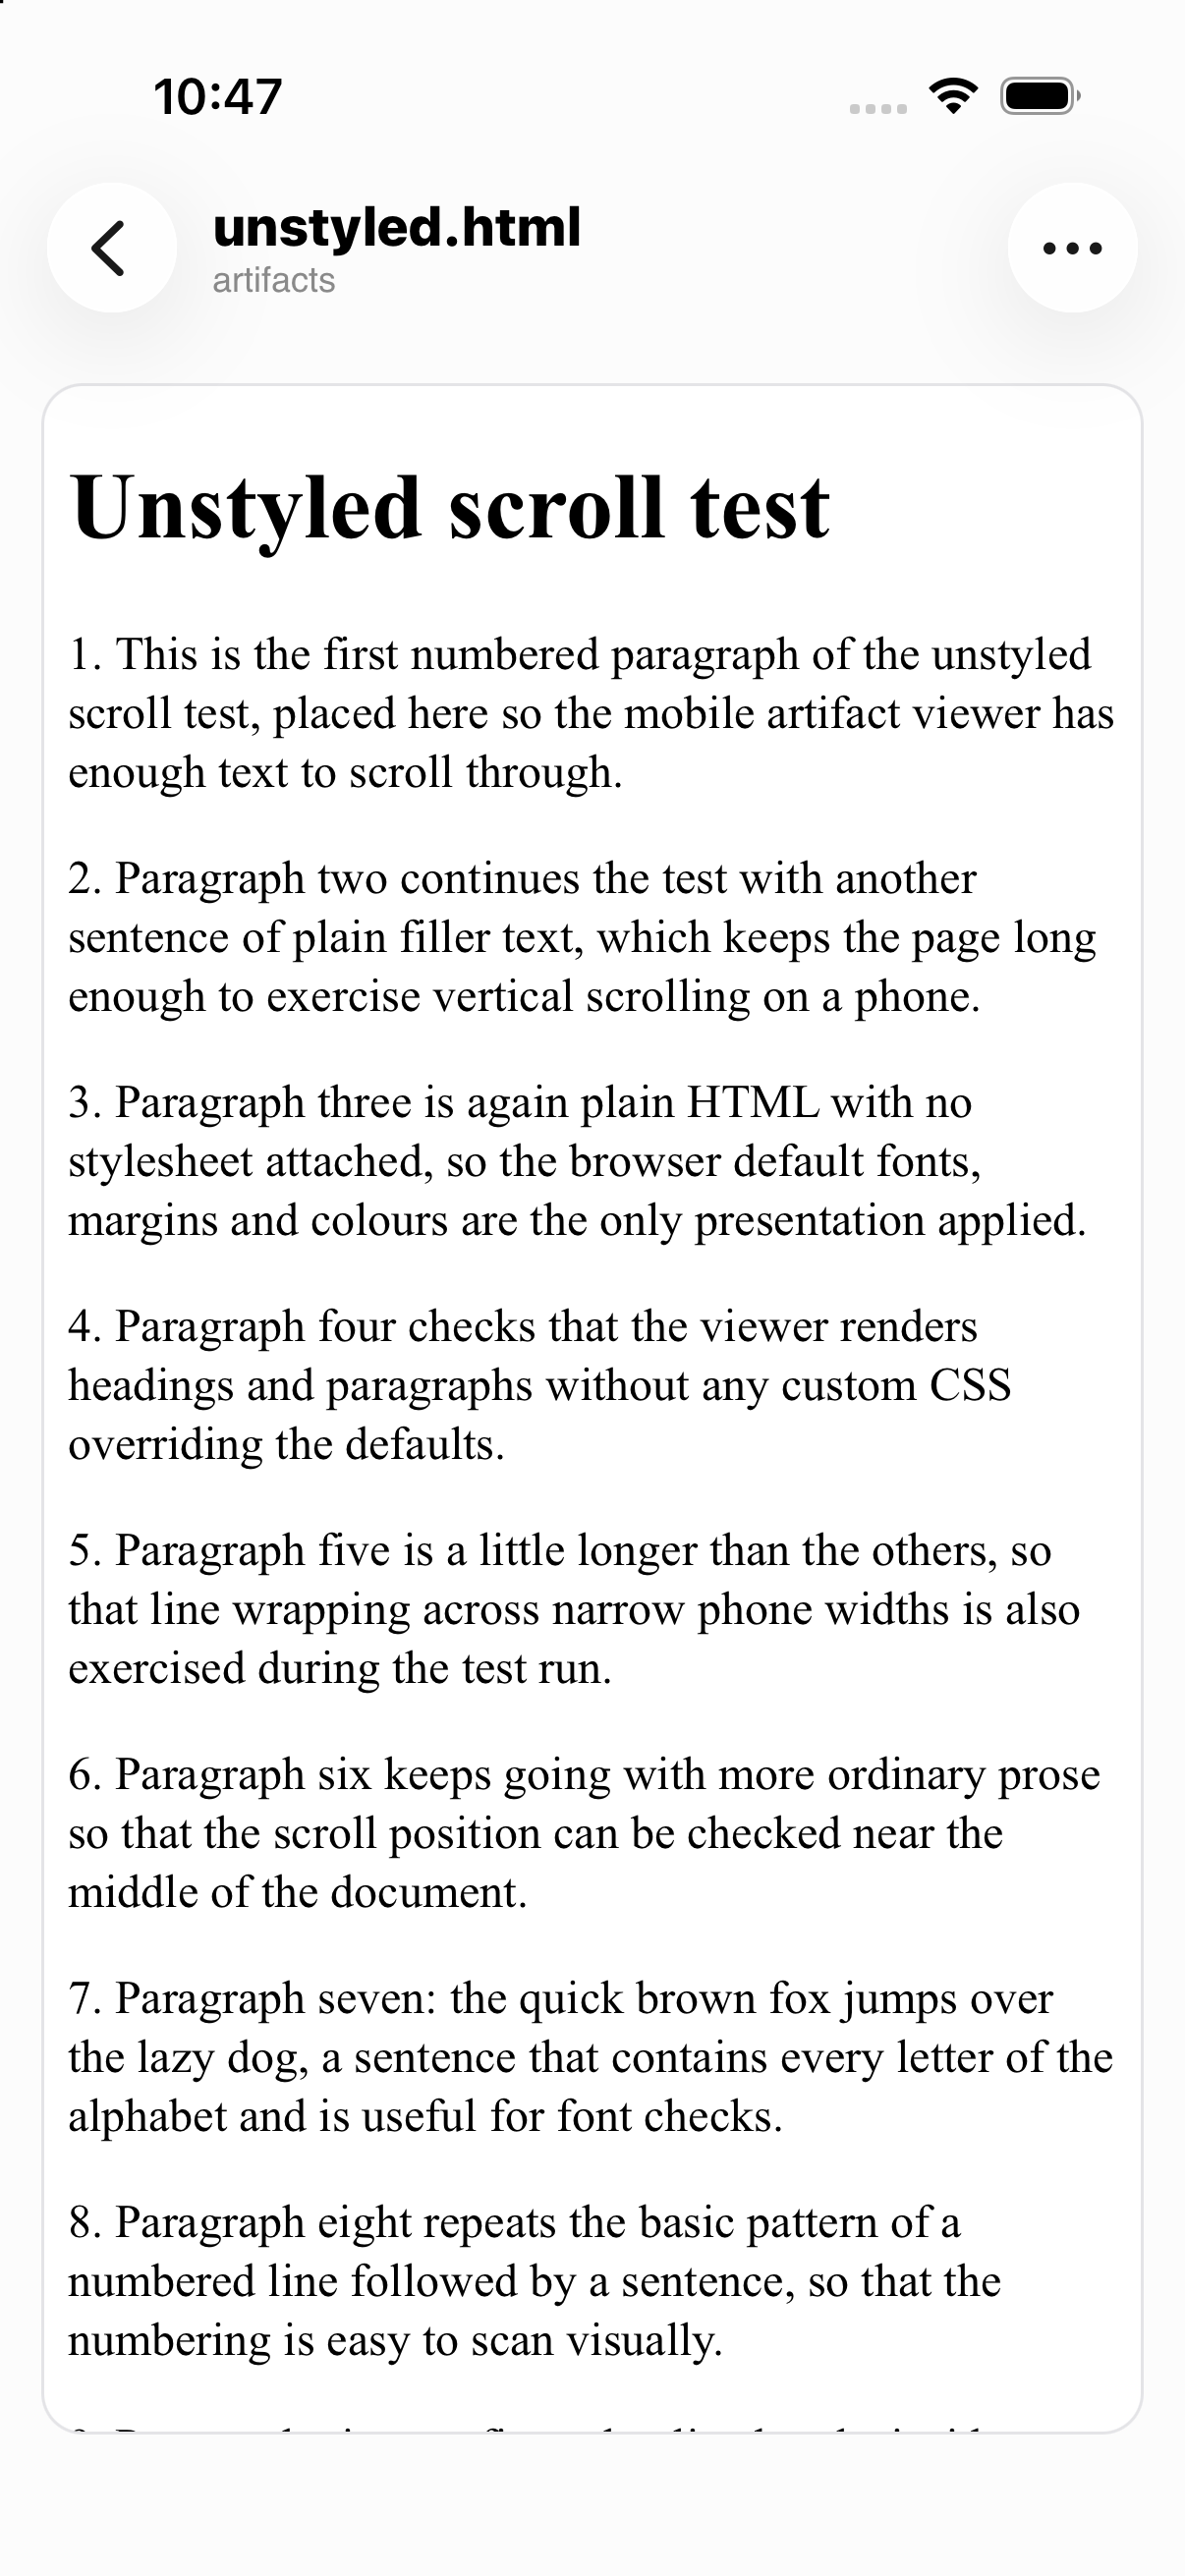 10:47
unstyled.html
artifacts
Unstyled scroll test
1. This is the first numbered paragraph of the unstyled
scroll test, placed here so the mobile artifact viewer has
enough text to scroll through.
2. Paragraph two continues the test with another
sentence of plain filler text, which keeps the page long
enough to exercise vertical scrolling on a phone.
3. Paragraph three is again plain HTML with no
stylesheet attached, so the browser default fonts,
margins and colours are the only presentation applied.
4. Paragraph four checks that the viewer renders
headings and paragraphs without any custom CSS
overriding the defaults.
5. Paragraph five is a little longer than the others, so
that line wrapping across narrow phone widths is also
exercised during the test run.
6. Paragraph six keeps going with more ordinary prose
so that the scroll position can be checked near the
middle of the document.
7. Paragraph seven: the quick brown fox jumps over
the lazy dog, a sentence that contains every letter of the
alphabet and is useful for font checks.
8. Paragraph eight repeats the basic pattern of a
numbered line followed by a sentence, so that the
numbering is easy to scan visually.